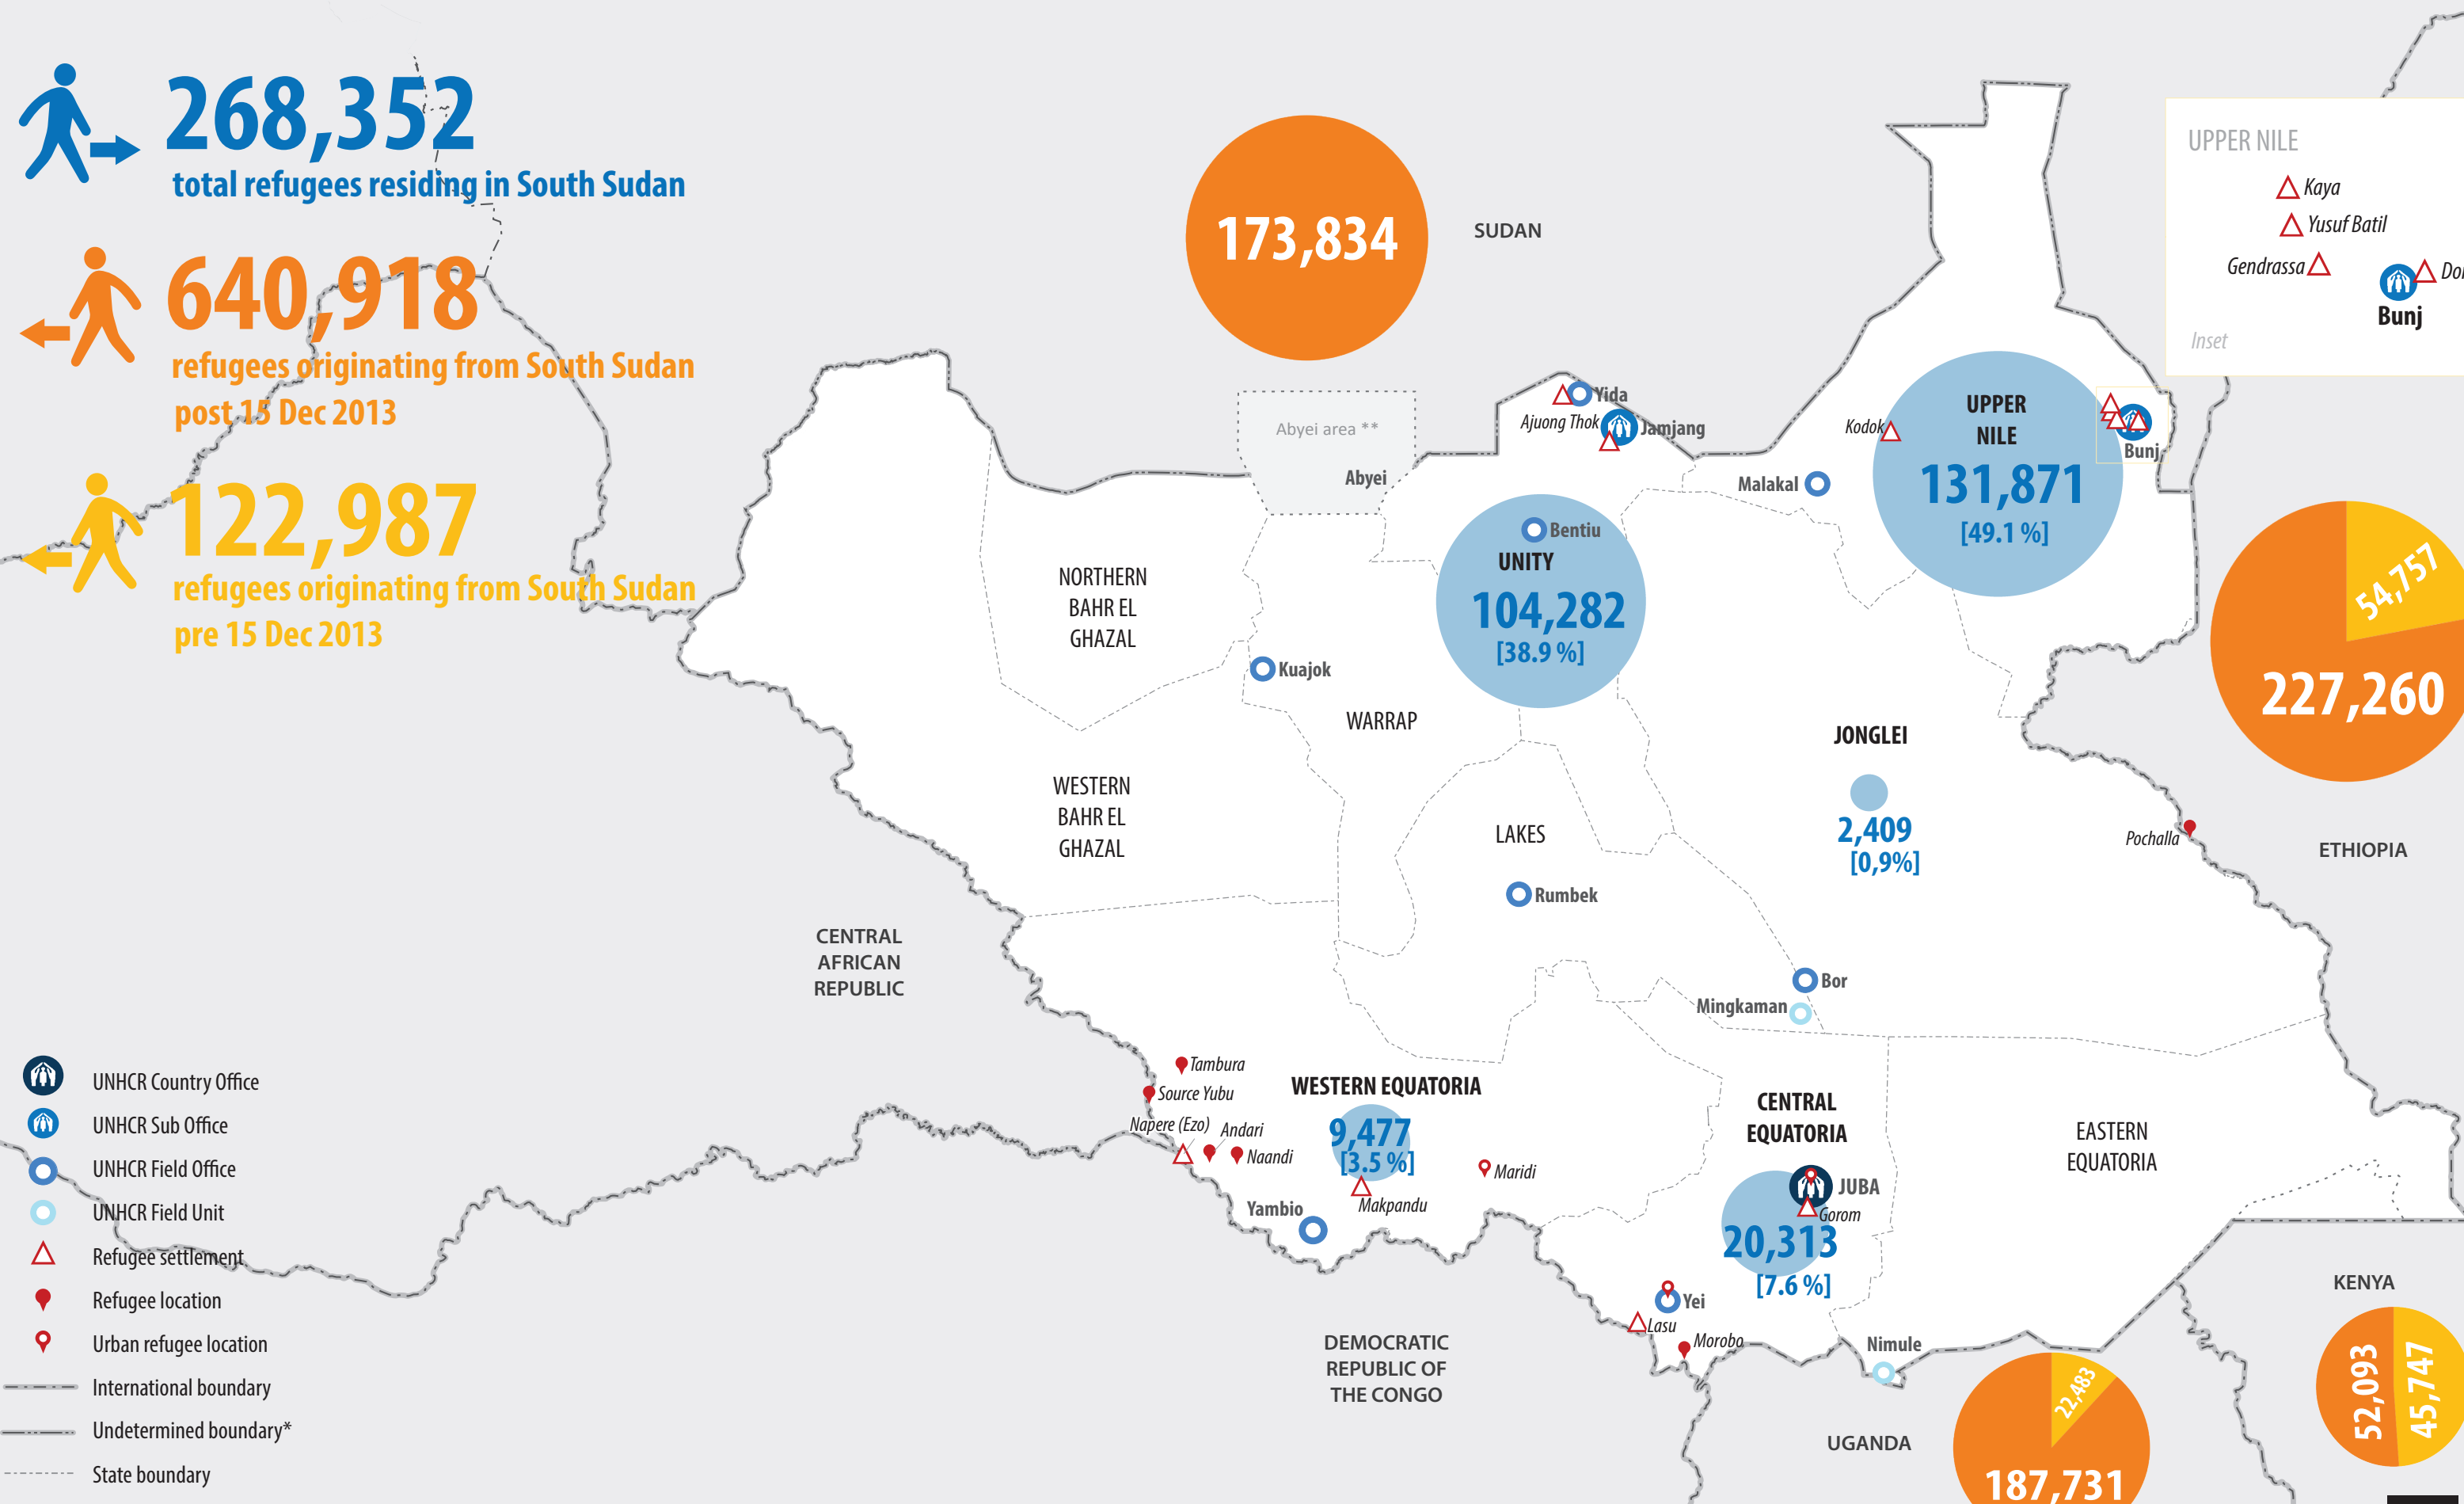 268,352
total refugees residing in South Sudan
640,918
refugees originating from South Sudan
post 15 Dec 2013
122,987
refugees originating from South Sudan
pre 15 Dec 2013
173,834
SUDAN
UPPER NILE
Kaya
Yusuf Batil
Gendrassa
Bunj
Inset
Abyei area **
Abyei
Yida
Ajuong Thok
Jamjang
Kodok
UPPER
NILE
131,871
[49.1 %]
Bunj
Malakal
Bentiu
UNITY
104,282
[38.9 %]
54,757
227,260
ETHIOPIA
NORTHERN
BAHR EL
GHAZAL
Kuajok
WARRAP
WESTERN
BAHR EL
GHAZAL
JONGLEI
2,409
[0,9%]
Pochalla
LAKES
Rumbek
CENTRAL
AFRICAN
REPUBLIC
Bor
Mingkaman
Tambura
Source Yubu
Napere (Ezo)
Andari
Naandi
WESTERN EQUATORIA
9,477
[3.5 %]
Makpandu
Maridi
Yambio
CENTRAL
EQUATORIA
JUBA
Gorom
20,313
[7.6 %]
EASTERN
EQUATORIA
Yei
Lasu
Morobo
Nimule
DEMOCRATIC
REPUBLIC OF
THE CONGO
UGANDA
22,483
187,731
KENYA
52,093
45,747
UNHCR Country Office
UNHCR Sub Office
UNHCR Field Office
UNHCR Field Unit
Refugee settlement
Refugee location
Urban refugee location
International boundary
Undetermined boundary*
State boundary